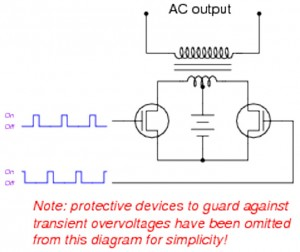 AC output
On
Off
On
Off
Note: protective devices to guard against
transient overvoltages have been omitted
from this diagram for simplicity!